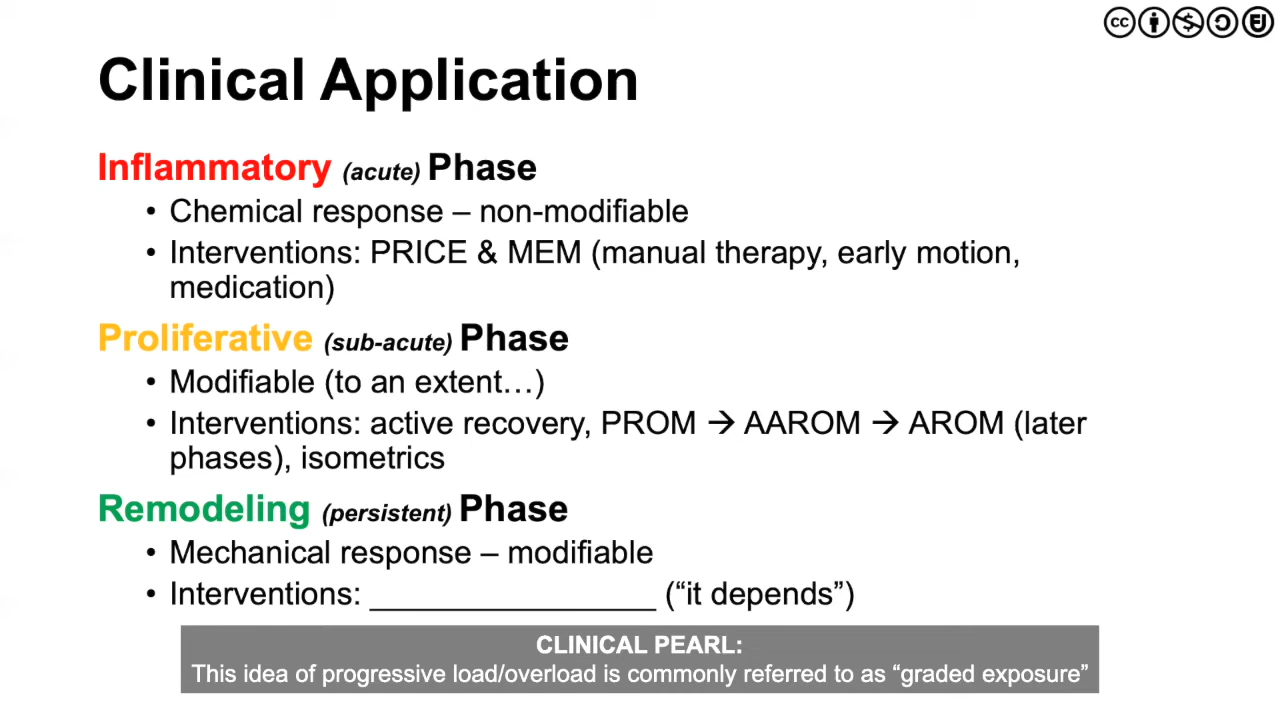 Clinical Application
Inflammatory (acute) Phase
• Chemical response – non-modifiable
• Interventions: PRICE & MEM (manual therapy, early motion,
medication)
Proliferative (sub-acute) Phase
• Modifiable (to an extent…)
• Interventions: active recovery, PROM → AAROM → AROM (later
phases), isometrics
Remodeling (persistent) Phase
• Mechanical response – modifiable
• Interventions: ________________ (“it depends”)
CLINICAL PEARL:
This idea of progressive load/overload is commonly referred to as “graded exposure”